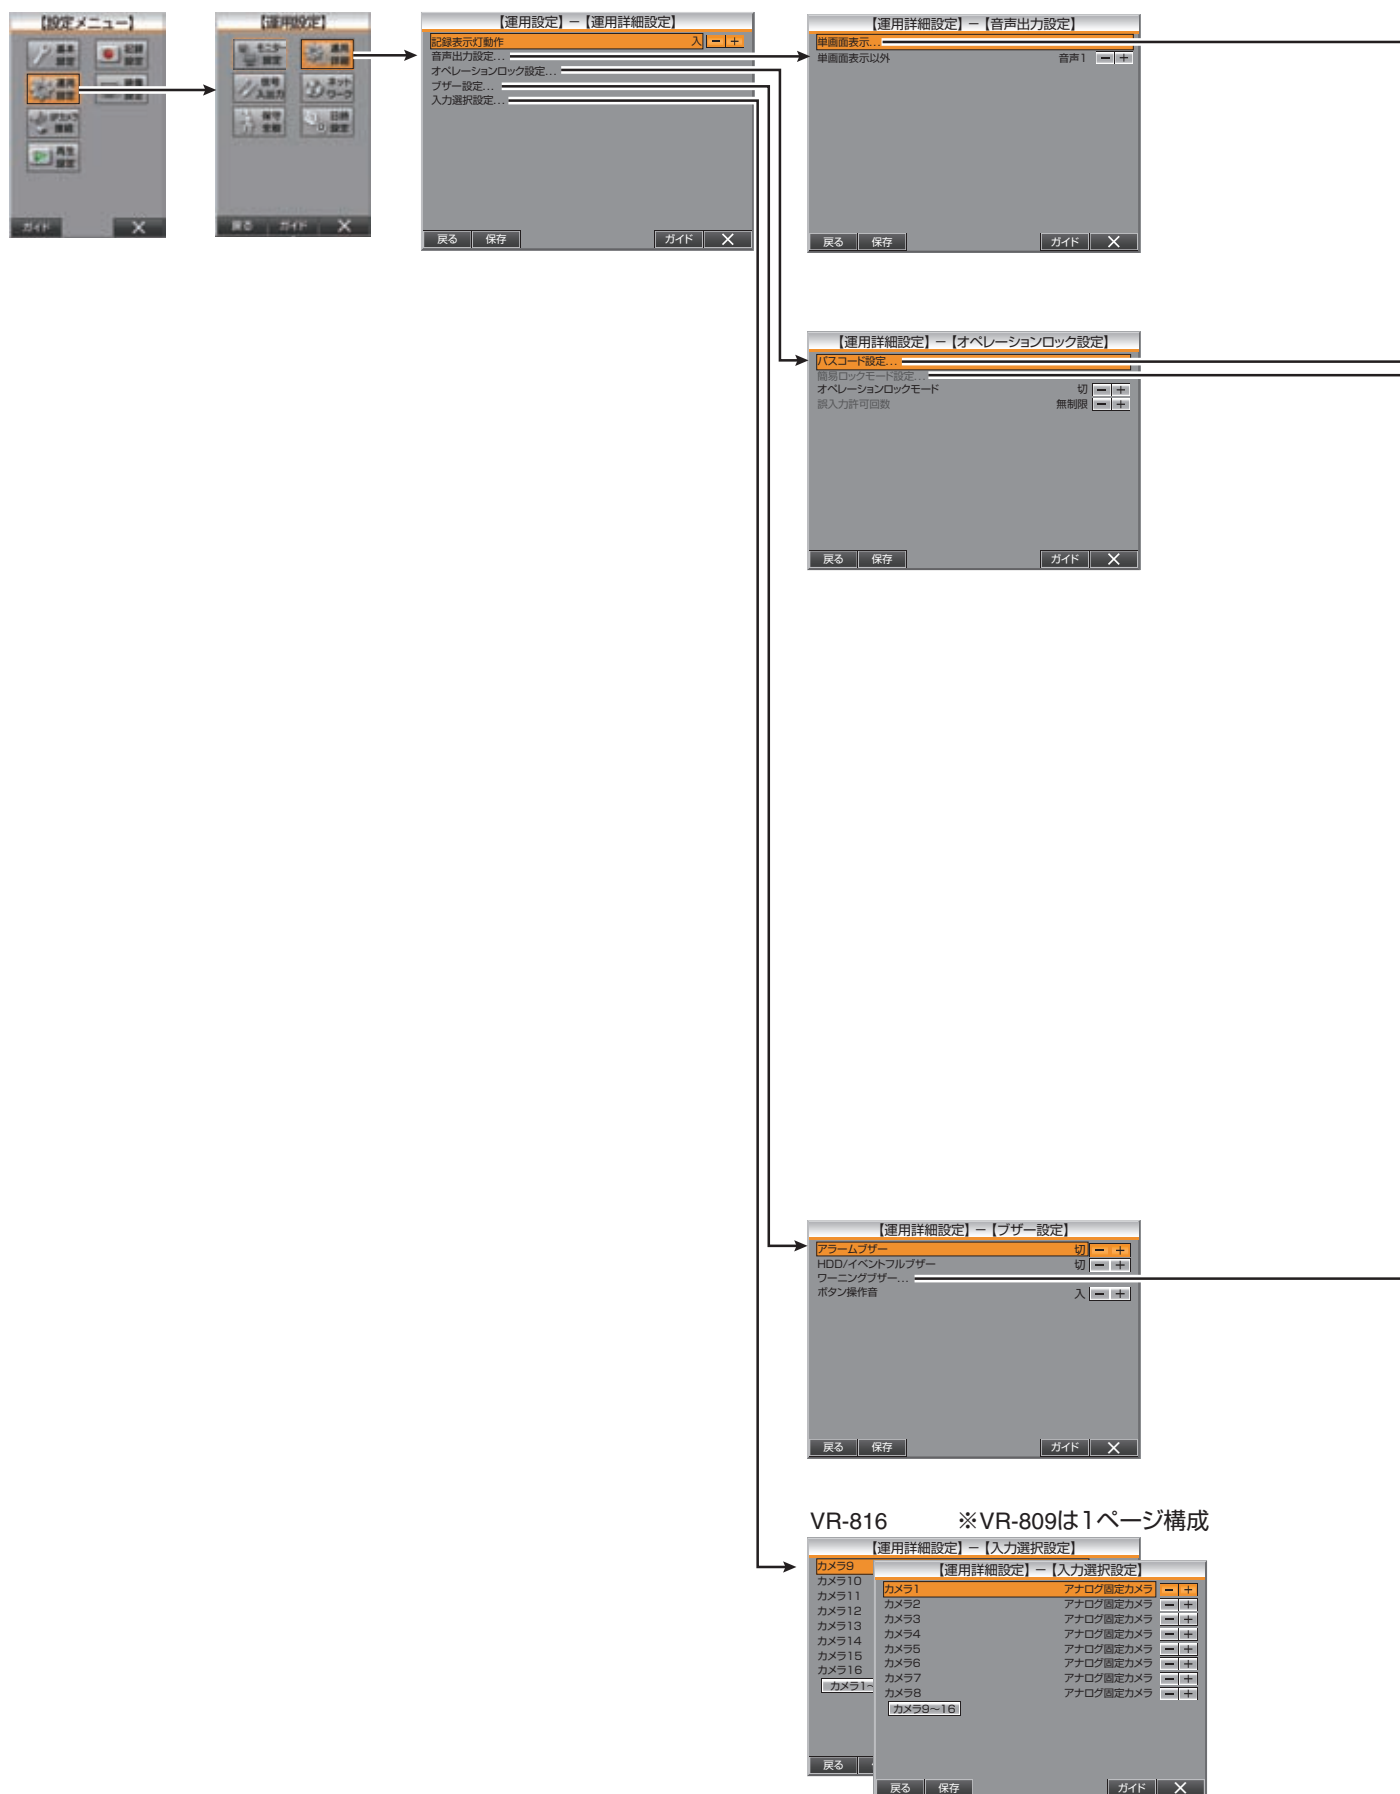 【設定メニュー】
基本
設定
記録
設定
運用
設定
映像
設定
IPカメラ
接続
再生
設定
ガイド ×
【運用設定】
モニター
設定
運用
詳細
信号
入出力
ネット
ワーク
保守
全般
日時
設定
戻る ガイド ×
【運用設定】－【運用詳細設定】
記録表示灯動作 入 － ＋
音声出力設定...
オペレーションロック設定...
ブザー設定...
入力選択設定...
戻る 保存 ガイド ×
【運用詳細設定】－【音声出力設定】
単画面表示...
単画面表示以外 音声1 － ＋
戻る 保存 ガイド ×
【運用詳細設定】－【オペレーションロック設定】
パスコード設定...
簡易ロックモード設定...
オペレーションロックモード 切 － ＋
誤入力許可回数 無制限 － ＋
戻る 保存 ガイド ×
【運用詳細設定】－【ブザー設定】
アラームブザー 切 － ＋
HDD/イベントフルブザー 切 － ＋
ワーニングブザー...
ボタン操作音 入 － ＋
戻る 保存 ガイド ×
VR-816 ※VR-809は1ページ構成
【運用詳細設定】－【入力選択設定】
カメラ9
カメラ10
カメラ11
カメラ12
カメラ13
カメラ14
カメラ15
カメラ16
カメラ1～
戻る
【運用詳細設定】－【入力選択設定】
カメラ1 アナログ固定カメラ － ＋
カメラ2 アナログ固定カメラ － ＋
カメラ3 アナログ固定カメラ － ＋
カメラ4 アナログ固定カメラ － ＋
カメラ5 アナログ固定カメラ － ＋
カメラ6 アナログ固定カメラ － ＋
カメラ7 アナログ固定カメラ － ＋
カメラ8 アナログ固定カメラ － ＋
カメラ9～16
戻る 保存 ガイド ×